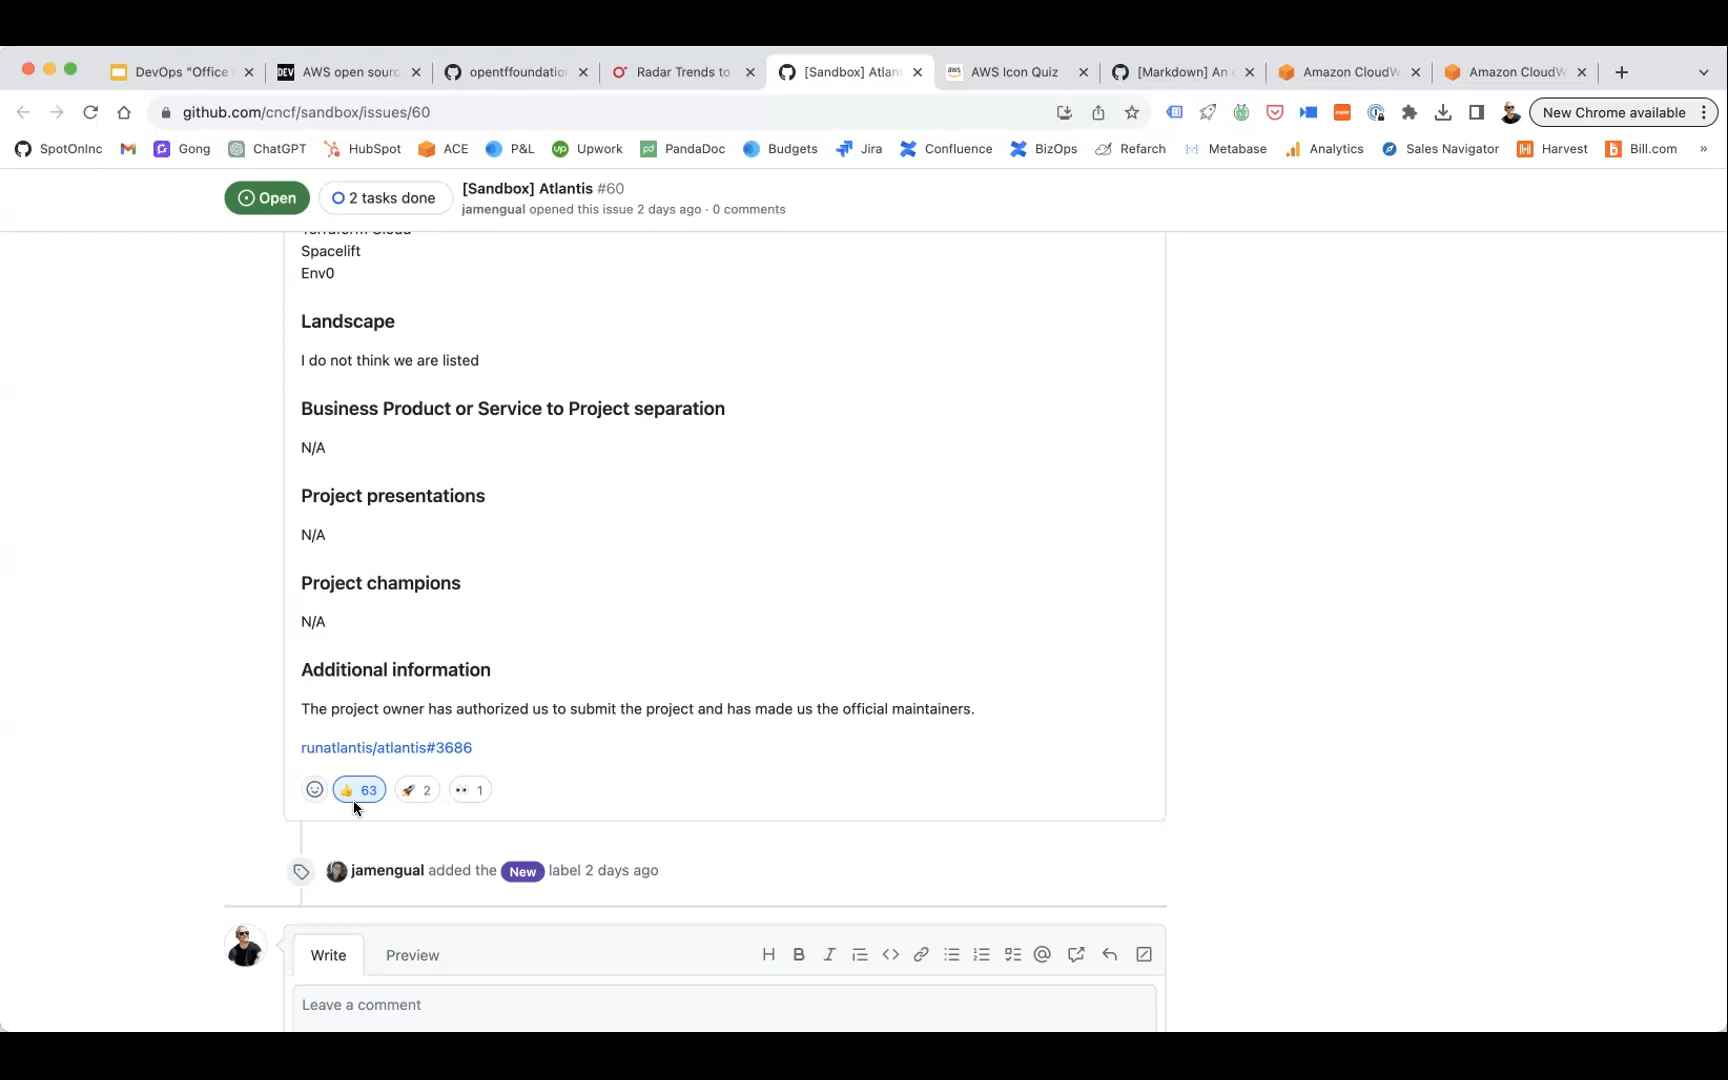 DevOps "Office
DEV AWS open sourc
opentffoundatio
Radar Trends to
[Sandbox] Atlan
aws AWS Icon Quiz
[Markdown] An
Amazon CloudW
Amazon CloudW
github.com/cncf/sandbox/issues/60
New Chrome available
SpotOnInc
Gong
ChatGPT
HubSpot
ACE
P&L
up Upwork
pd PandaDoc
Budgets
Jira
Confluence
BizOps
Refarch
Metabase
Analytics
Sales Navigator
Harvest
Bill.com
»
Open
2 tasks done
[Sandbox] Atlantis #60
jamengual opened this issue 2 days ago · 0 comments
Terraform Cloud
Spacelift
Env0
Landscape
I do not think we are listed
Business Product or Service to Project separation
N/A
Project presentations
N/A
Project champions
N/A
Additional information
The project owner has authorized us to submit the project and has made us the official maintainers.
runatlantis/atlantis#3686
👍 63 🚀 2 👀 1
jamengual added the New label 2 days ago
Write Preview
Leave a comment